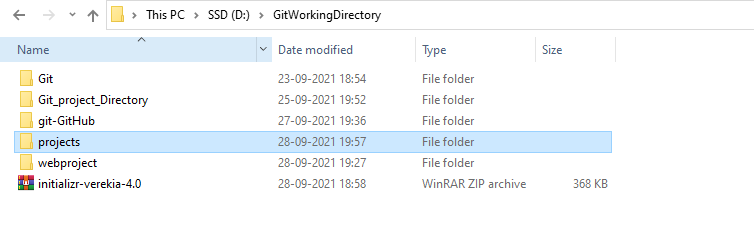 This PC > SSD (D:) > GitWorkingDirectory
Name Date modified Type Size
Git 23-09-2021 18:54 File folder
Git_project_Directory 25-09-2021 19:52 File folder
git-GitHub 27-09-2021 19:36 File folder
projects 28-09-2021 19:57 File folder
webproject 28-09-2021 19:27 File folder
initializr-verekia-4.0 28-09-2021 18:58 WinRAR ZIP archive 368 KB